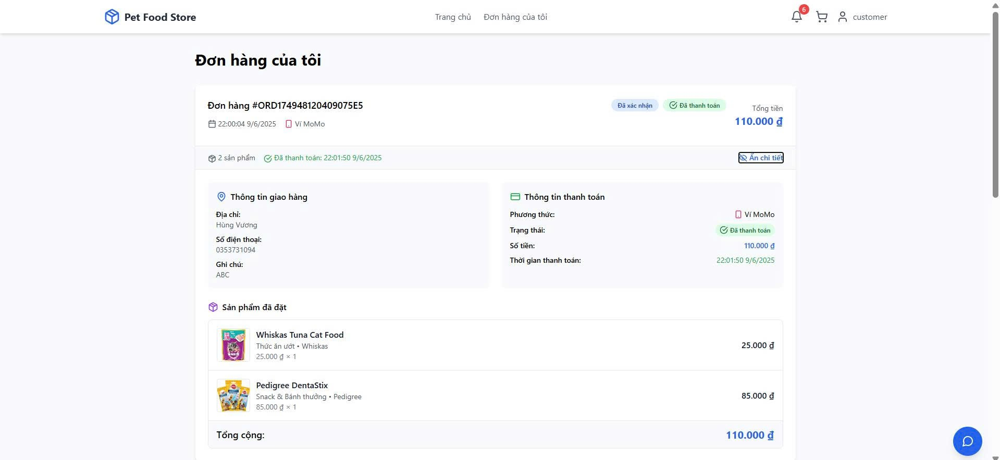 Pet Food Store
Trang chủ
Đơn hàng của tôi
6
customer
Đơn hàng của tôi
Đơn hàng #ORD174948120409075E5
Đã xác nhận
Đã thanh toán
Tổng tiền
110.000 ₫
22:00:04 9/6/2025
Ví MoMo
2 sản phẩm
Đã thanh toán: 22:01:50 9/6/2025
Ẩn chi tiết
Thông tin giao hàng
Địa chỉ:
Hùng Vương
Số điện thoại:
0353731094
Ghi chú:
ABC
Thông tin thanh toán
Phương thức:
Ví MoMo
Trạng thái:
Đã thanh toán
Số tiền:
110.000 ₫
Thời gian thanh toán:
22:01:50 9/6/2025
Sản phẩm đã đặt
Whiskas Tuna Cat Food
Thức ăn ướt • Whiskas
25.000 ₫ × 1
25.000 ₫
Pedigree DentaStix
Snack & Bánh thưởng • Pedigree
85.000 ₫ × 1
85.000 ₫
Tổng cộng:
110.000 ₫